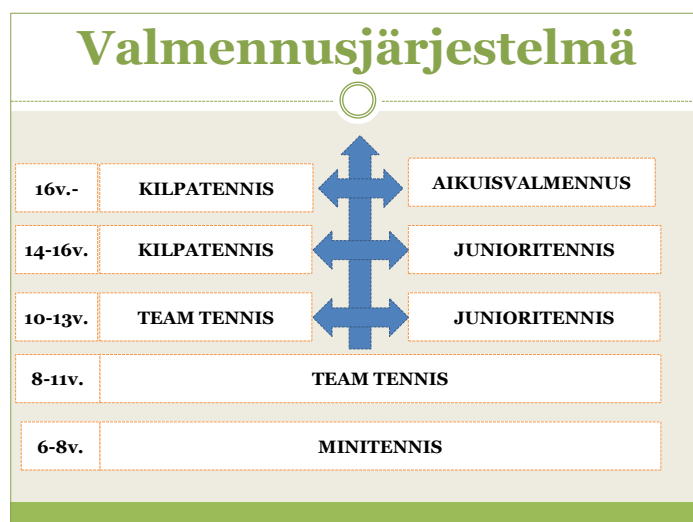 Valmennusjärjestelmä
16v.- KILPATENNIS AIKUISVALMENNUS
14-16v. KILPATENNIS JUNIORITENNIS
10-13v. TEAM TENNIS JUNIORITENNIS
8-11v. TEAM TENNIS
6-8v. MINITENNIS